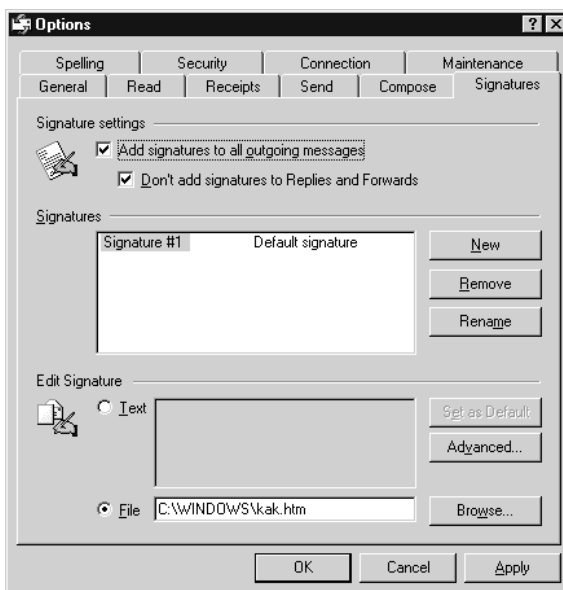 Options
Spelling Security Connection Maintenance
General Read Receipts Send Compose Signatures
Signature settings
Add signatures to all outgoing messages
Don't add signatures to Replies and Forwards
Signatures
Signature #1 Default signature
New
Remove
Rename
Edit Signature
Text
Set as Default
Advanced...
File C:\WINDOWS\kak.htm Browse...
OK Cancel Apply